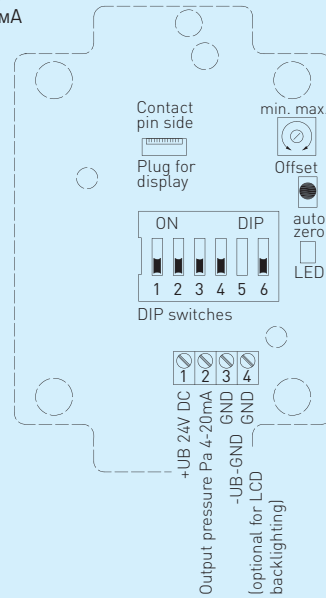 mA
Contact
pin side
Plug for
display
min. max.
Offset
auto
zero
LED
ON DIP
1 2 3 4 5 6
DIP switches
1 2 3 4
+UB 24V DC
Output pressure Pa 4-20mA
GND
-UB-GND
GND
(optional for LCD
backlighting)